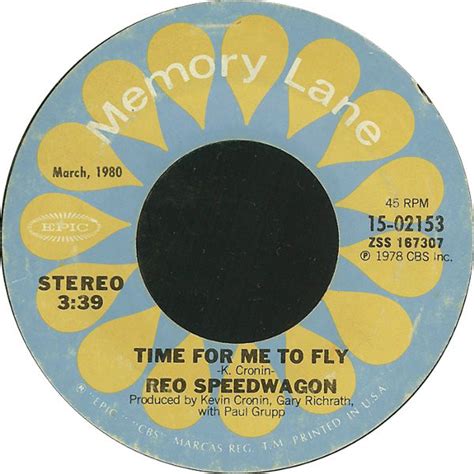 Memory Lane
March, 1980
45 RPM
15-02153
EPIC
ZSS 167307
℗ 1978 CBS Inc.
STEREO
3:39
TIME FOR ME TO FLY
-K. Cronin-
REO SPEEDWAGON
Produced by Kevin Cronin, Gary Richrath,
with Paul Grupp
"EPIC," CBS" MARCAS REG. T.M. PRINTED IN U.S.A.